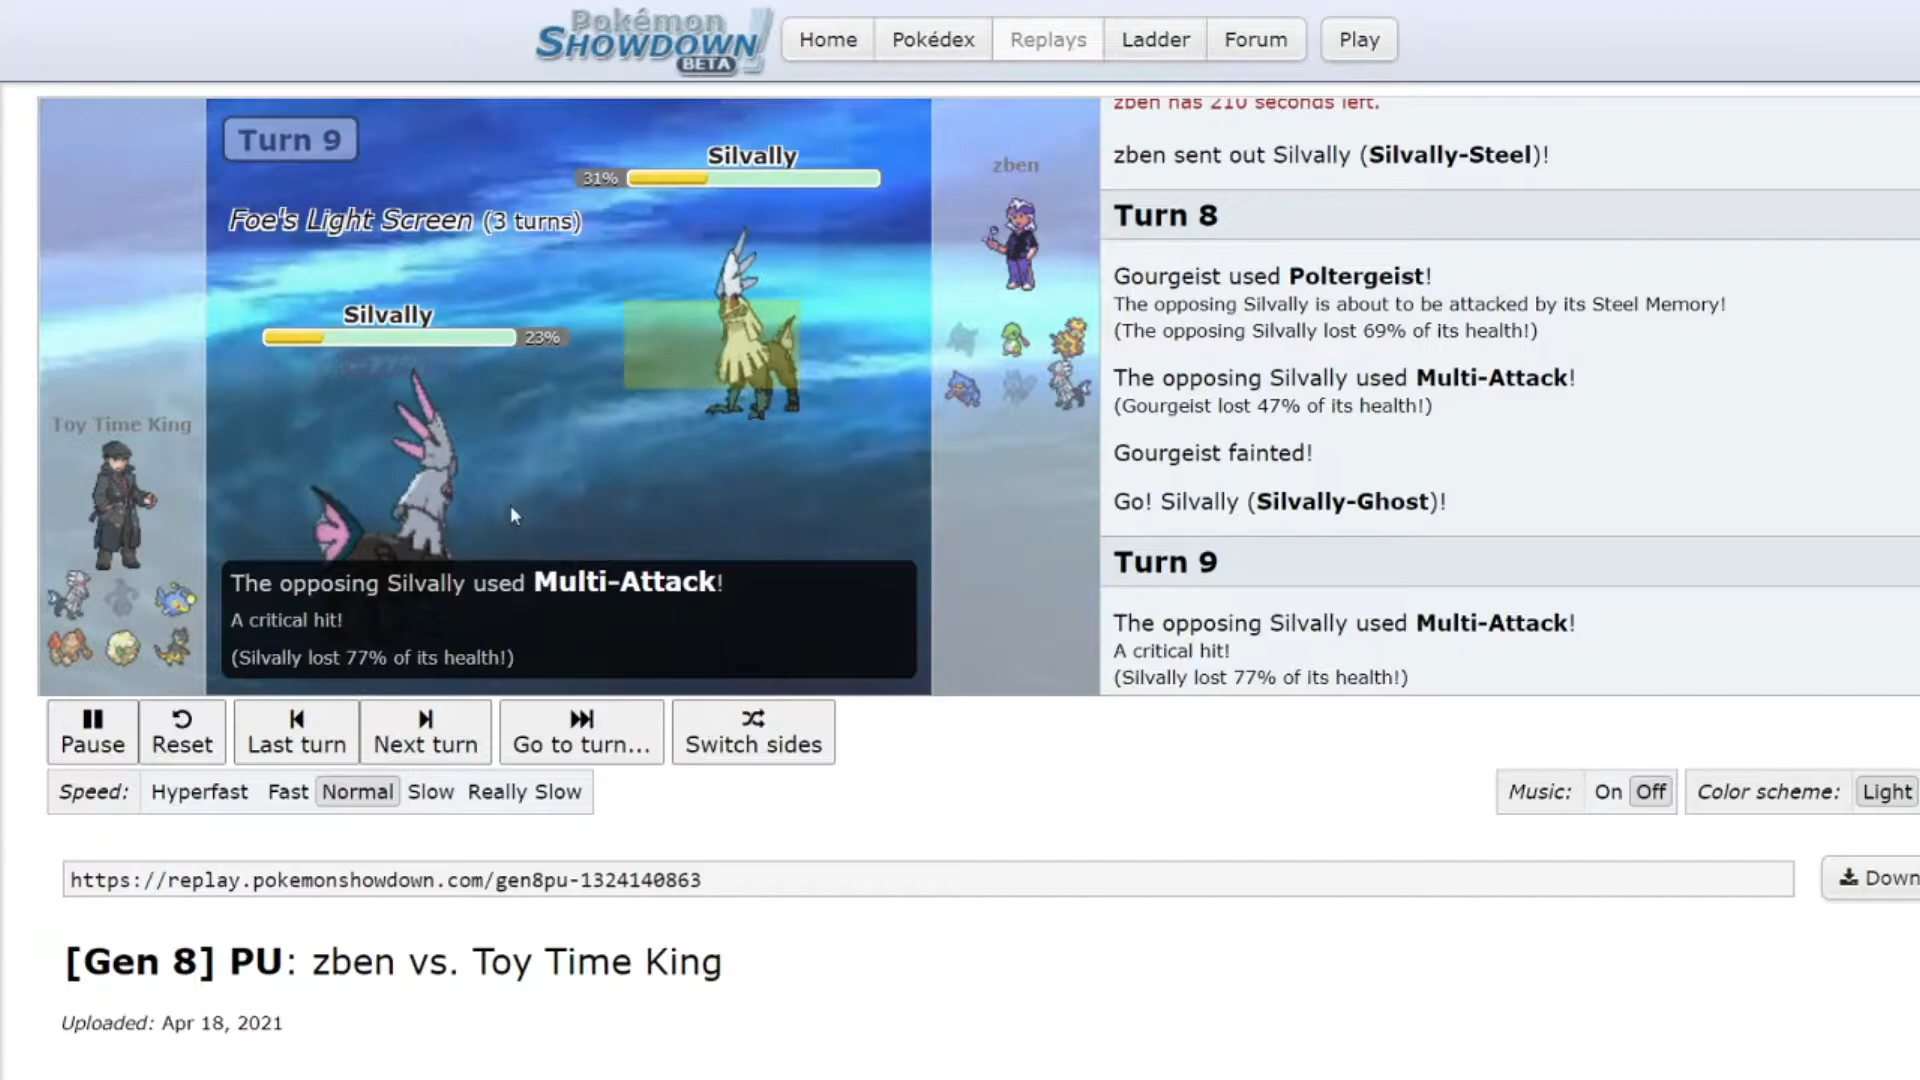 Pokémon
SHOWDOWN
BETA
Home
Pokédex
Replays
Ladder
Forum
Play
Turn 9
Silvally
31%
Foe's Light Screen (3 turns)
Silvally
23%
Toy Time King
zben
The opposing Silvally used Multi-Attack!
A critical hit!
(Silvally lost 77% of its health!)
zben has 210 seconds left.
zben sent out Silvally (Silvally-Steel)!
Turn 8
Gourgeist used Poltergeist!
The opposing Silvally is about to be attacked by its Steel Memory!
(The opposing Silvally lost 69% of its health!)
The opposing Silvally used Multi-Attack!
(Gourgeist lost 47% of its health!)
Gourgeist fainted!
Go! Silvally (Silvally-Ghost)!
Turn 9
The opposing Silvally used Multi-Attack!
A critical hit!
(Silvally lost 77% of its health!)
Pause
Reset
Last turn
Next turn
Go to turn...
Switch sides
Speed: Hyperfast Fast Normal Slow Really Slow
Music: On Off
Color scheme: Light
https://replay.pokemonshowdown.com/gen8pu-1324140863
Down
[Gen 8] PU: zben vs. Toy Time King
Uploaded: Apr 18, 2021